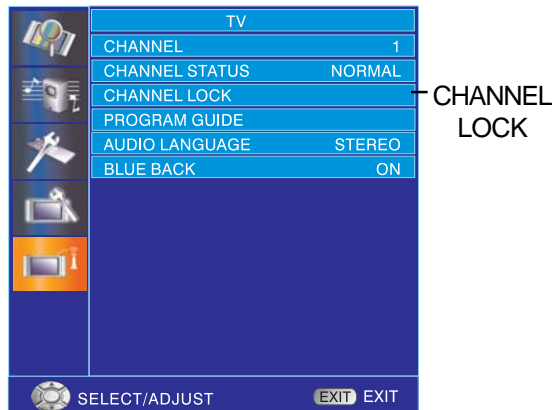 TV
CHANNEL 1
CHANNEL STATUS NORMAL
CHANNEL LOCK
PROGRAM GUIDE
AUDIO LANGUAGE STEREO
BLUE BACK ON
SELECT/ADJUST EXIT EXIT
CHANNEL
LOCK